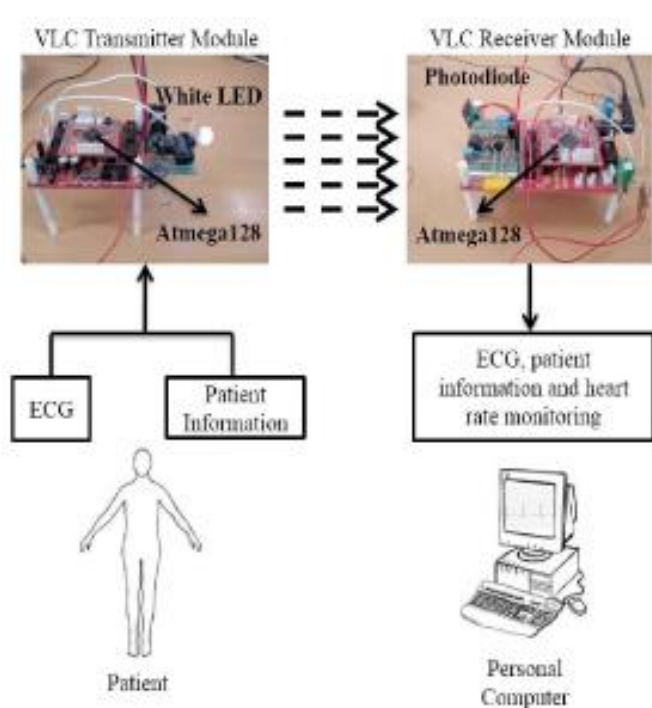 VLC Transmitter Module
White LED
Atmega128
ECG
Patient
Information
Patient
VLC Receiver Module
Photodiode
Atmega128
ECG, patient
information and heart
rate monitoring
Personal
Computer